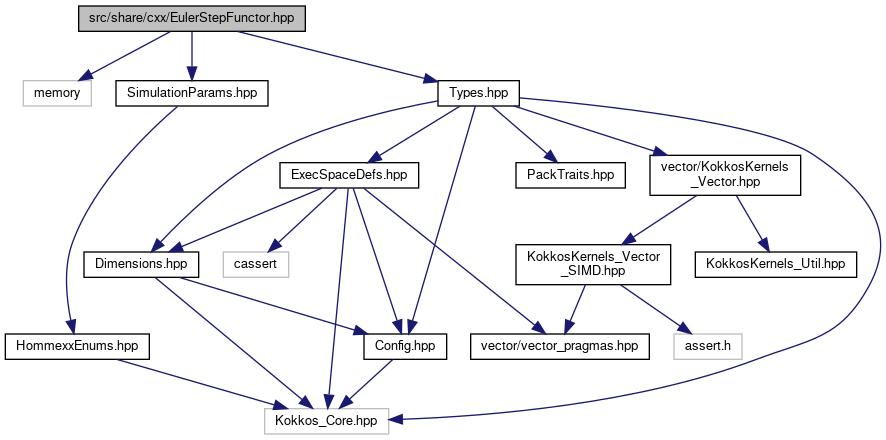 src/share/cxx/EulerStepFunctor.hpp
memory
SimulationParams.hpp
Types.hpp
ExecSpaceDefs.hpp
PackTraits.hpp
vector/KokkosKernels
_Vector.hpp
Dimensions.hpp
cassert
KokkosKernels_Vector
_SIMD.hpp
KokkosKernels_Util.hpp
HommexxEnums.hpp
Config.hpp
vector/vector_pragmas.hpp
assert.h
Kokkos_Core.hpp